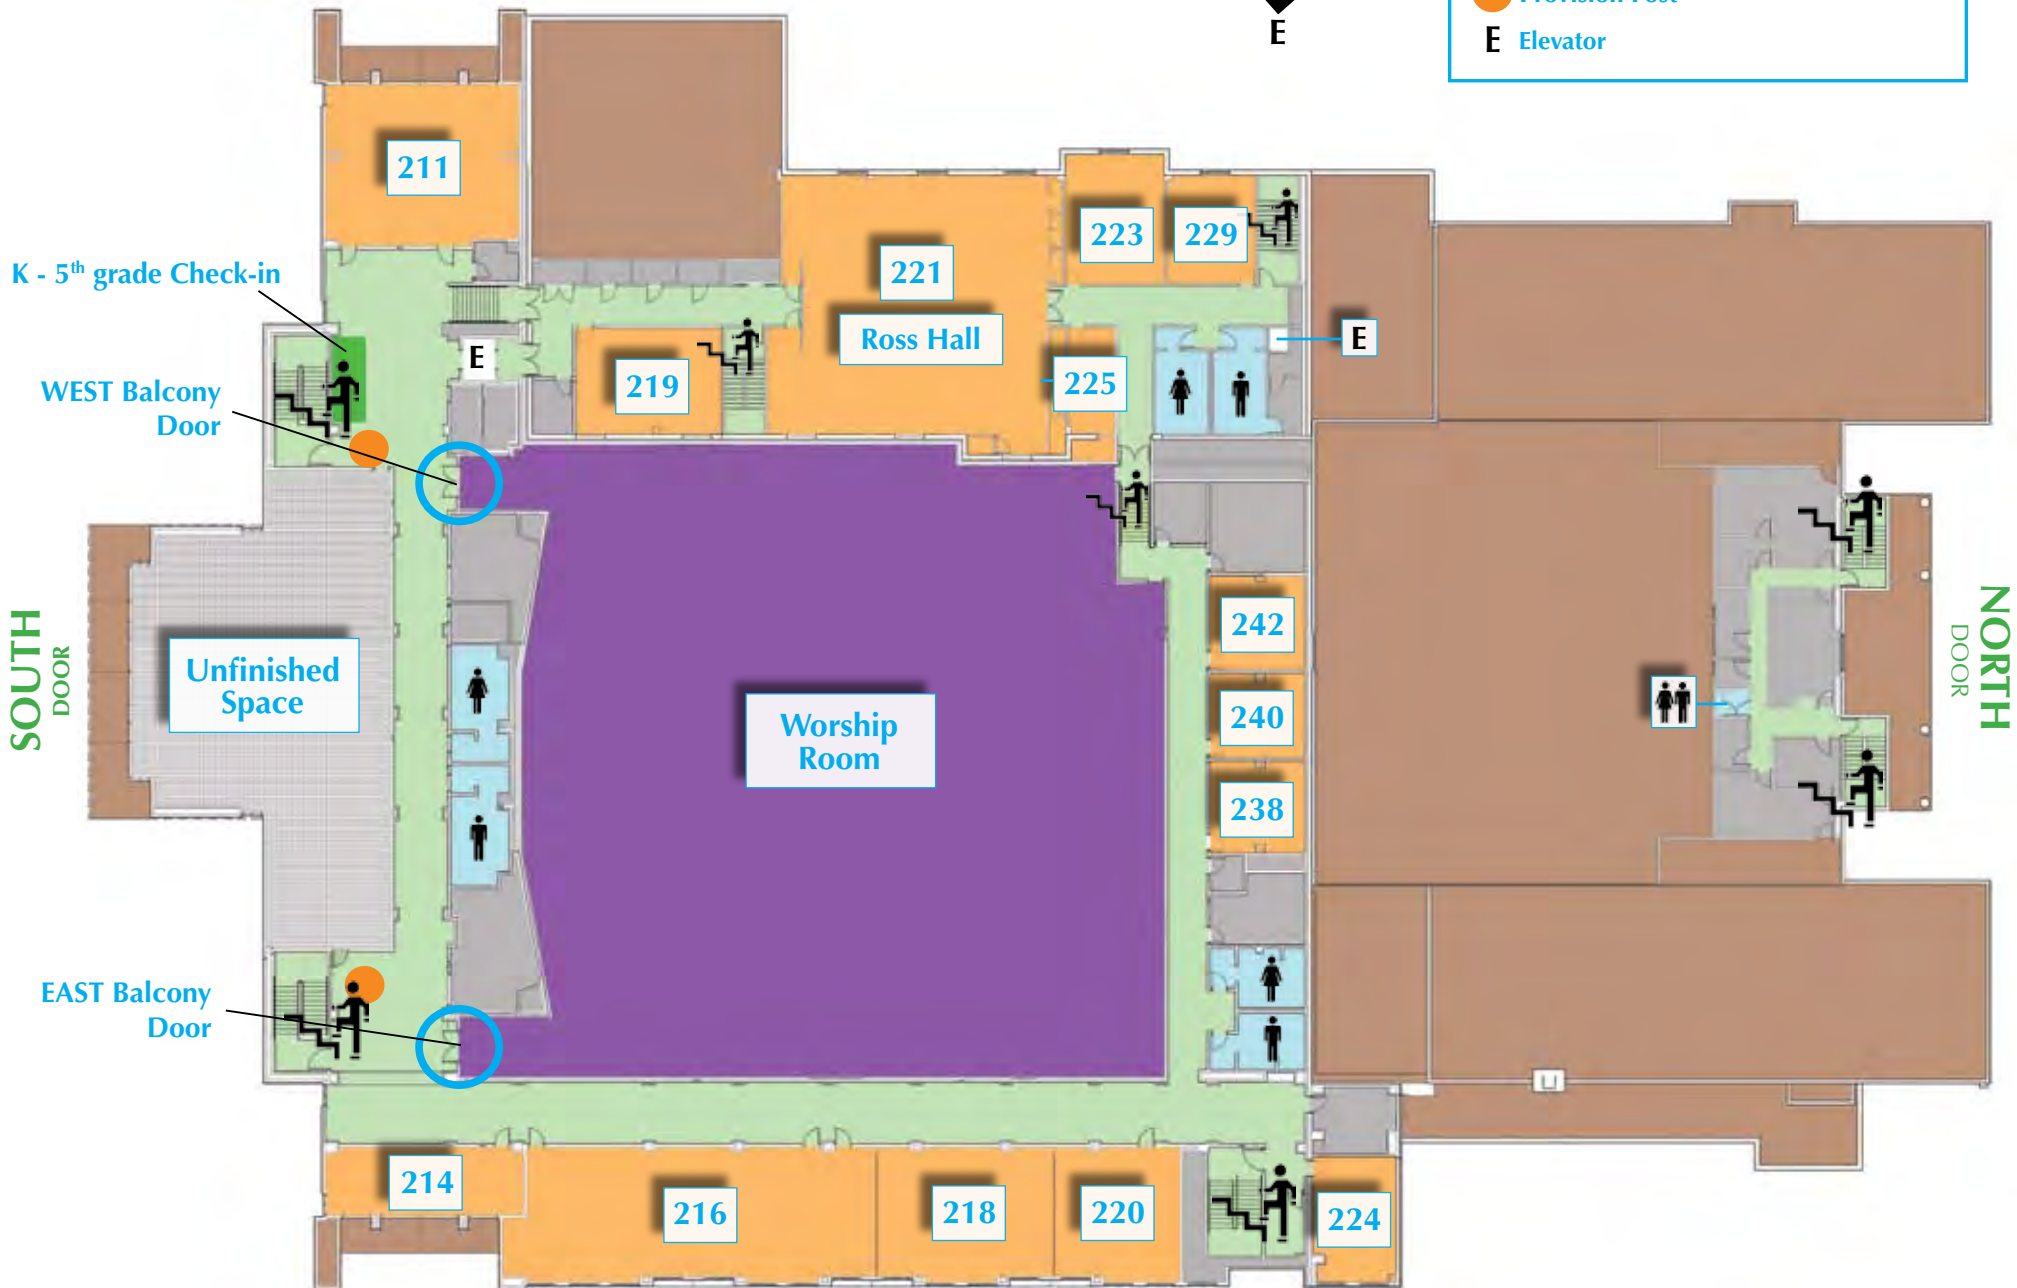 Provision Post
E
E Elevator
211
K - 5th grade Check-in
221
223
229
Ross Hall
E
E
219
225
WEST Balcony
Door
SOUTH
DOOR
Unfinished
Space
Worship
Room
242
240
238
NORTH
DOOR
EAST Balcony
Door
214
216
218
220
224